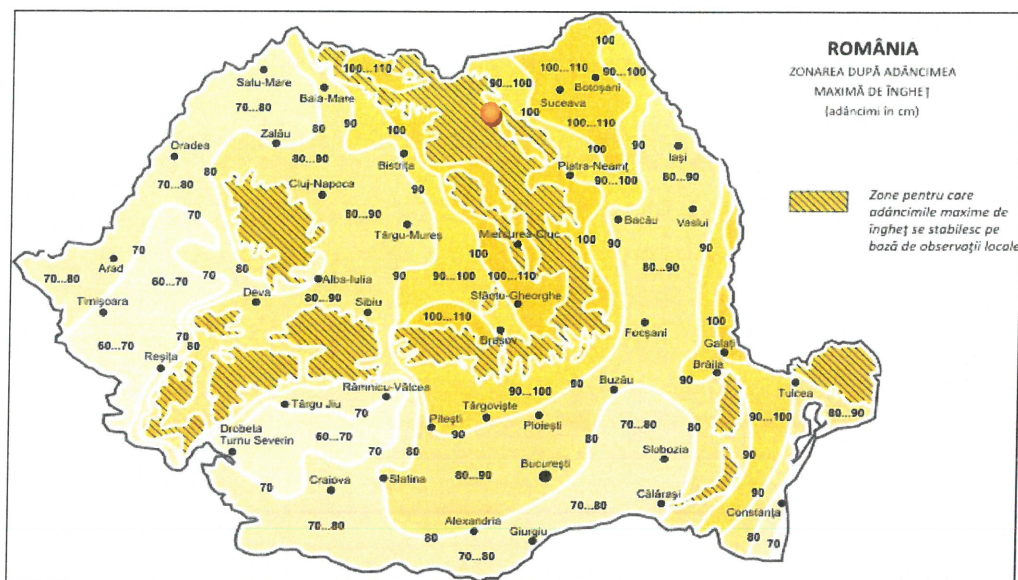 ROMÂNIA
ZONAREA DUPĂ ADÂNCIMEA
MAXIMĂ DE ÎNGHEȚ
(adâncimi în cm)
Zone pentru care
adâncimile maxime de
îngheț se stabilesc pe
bază de observații locale
100
100...110
90...100
100...110
90...100
Satu-Mare
Botoșani
Baia-Mare
Suceava
70...80
100
90
100...110
80
100
Zalău
Iași
Oradea
80...90
100
80...90
Bistrița
Piatra-Neamț
80
90...100
70...80
Cluj-Napoca
90
70
80...90
Bacău
Vaslui
Târgu-Mureș
Miercurea-Ciuc
100
90
70
100
Arad
70
80
90
90...100
100...110
80...90
70...80
60...70
Alba-Iulia
Deva
80...90
Sfântu-Gheorghe
Timișoara
Sibiu
100...110
Focșani
100
70
Brașov
60...70
80
Galați
Reșița
Brăila
90
Râmnicu-Vâlcea
90
Buzău
Tulcea
90...100
Târgu Jiu
70
Târgoviște
80...90
Pitești
Ploiești
70...80
80
90...100
Drobeta
Turnu Severin
60...70
90
80
70
80
Slobozia
90
București
70
Craiova
Slatina
80...90
Călărași
90
Constanța
70...80
70...80
Alexandria
80
Giurgiu
80
70
70...80